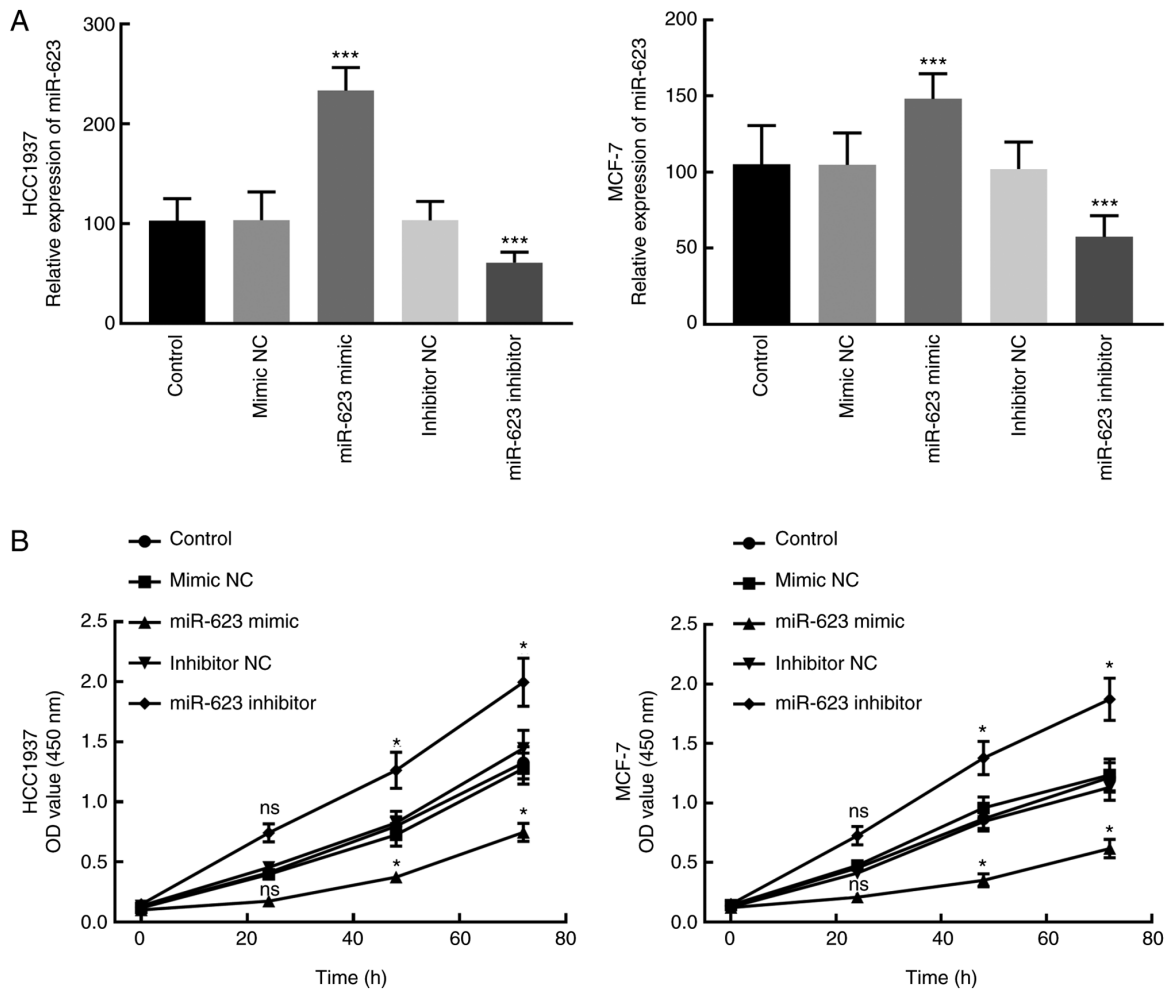 A
HCC1937
Relative expression of miR-623
300
200
100
0
***
***
Control
Mimic NC
miR-623 mimic
Inhibitor NC
miR-623 inhibitor
MCF-7
Relative expression of miR-623
200
150
100
50
0
***
***
Control
Mimic NC
miR-623 mimic
Inhibitor NC
miR-623 inhibitor
B
Control
Mimic NC
miR-623 mimic
Inhibitor NC
miR-623 inhibitor
HCC1937
OD value (450 nm)
2.5
2.0
1.5
1.0
0.5
0.0
*
*
ns
*
*
ns
0 20 40 60 80
Time (h)
Control
Mimic NC
miR-623 mimic
Inhibitor NC
miR-623 inhibitor
MCF-7
OD value (450 nm)
2.5
2.0
1.5
1.0
0.5
0.0
*
*
ns
*
*
ns
0 20 40 60 80
Time (h)